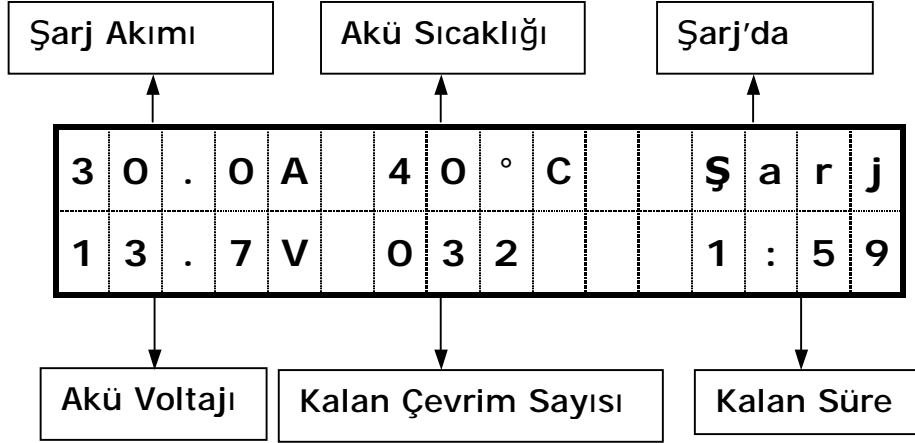 Şarj Akımı Akü Sıcaklığı Şarj'da
30.0A 40°C Şarj
13.7V 032 1:59
Akü Voltajı Kalan Çevrim Sayısı Kalan Süre